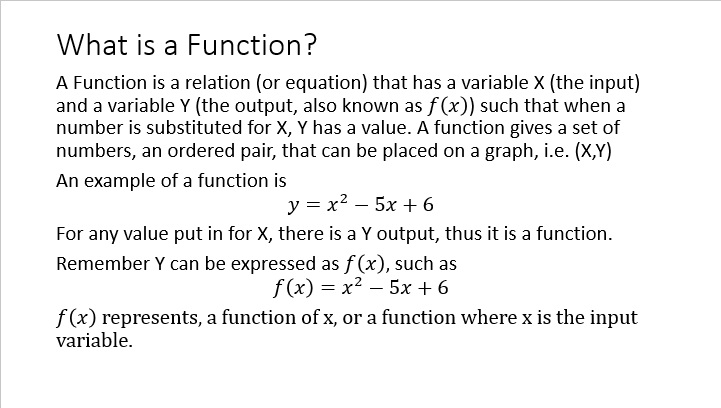 What is a Function?
A Function is a relation (or equation) that has a variable X (the input)
and a variable Y (the output, also known as f(x)) such that when a
number is substituted for X, Y has a value. A function gives a set of
numbers, an ordered pair, that can be placed on a graph, i.e. (X,Y)
An example of a function is
y = x² − 5x + 6
For any value put in for X, there is a Y output, thus it is a function.
Remember Y can be expressed as f(x), such as
f(x) = x² − 5x + 6
f(x) represents, a function of x, or a function where x is the input
variable.